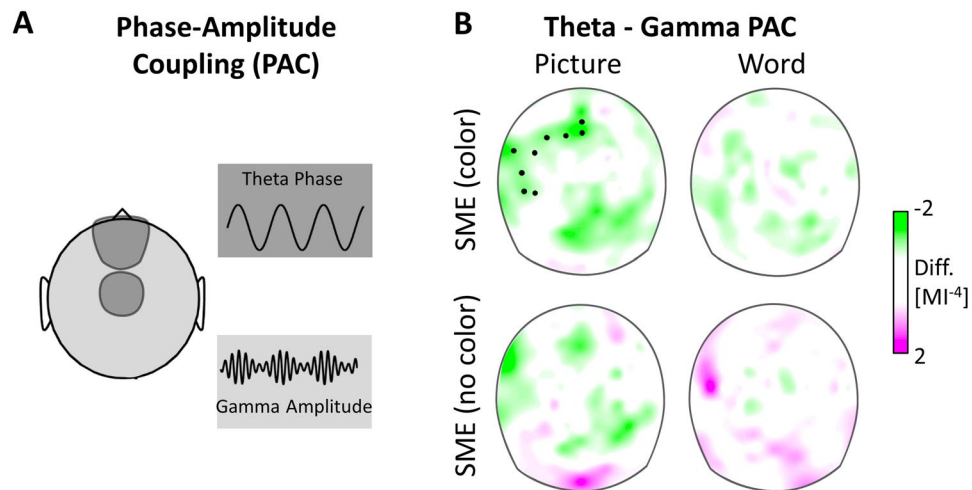 A
Phase-Amplitude
Coupling (PAC)
Theta Phase
Gamma Amplitude
B
Theta - Gamma PAC
Picture
Word
SME (color)
SME (no color)
-2
Diff.
[MI⁻⁴]
2